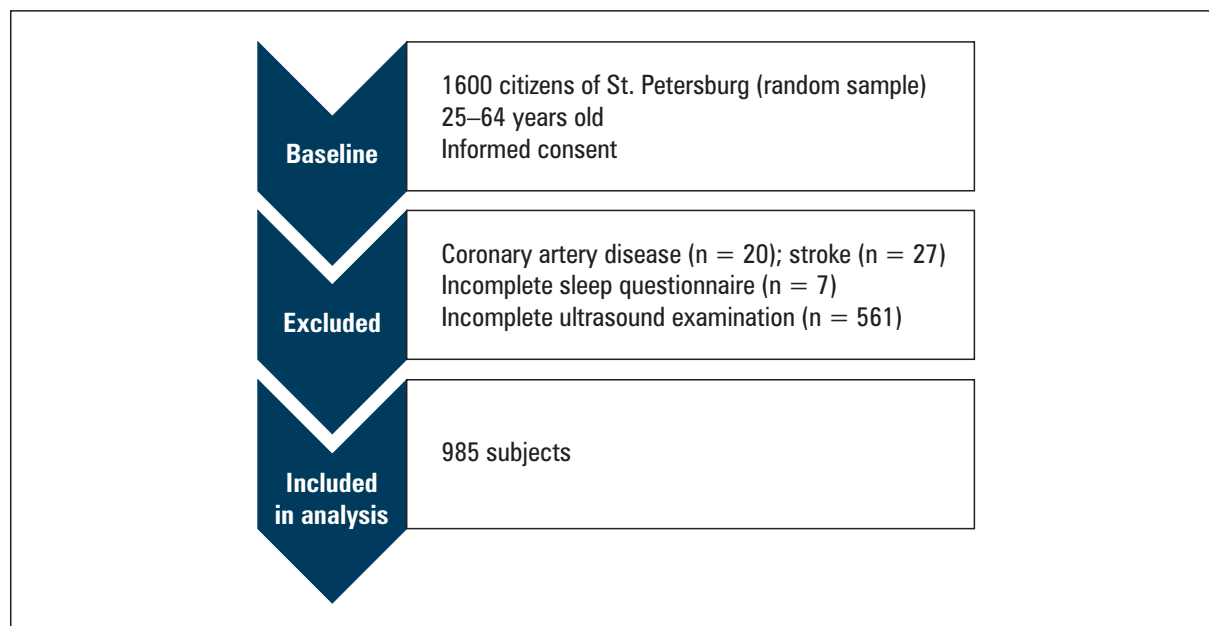 Baseline
1600 citizens of St. Petersburg (random sample)
25–64 years old
Informed consent
Excluded
Coronary artery disease (n = 20); stroke (n = 27)
Incomplete sleep questionnaire (n = 7)
Incomplete ultrasound examination (n = 561)
Included
in analysis
985 subjects